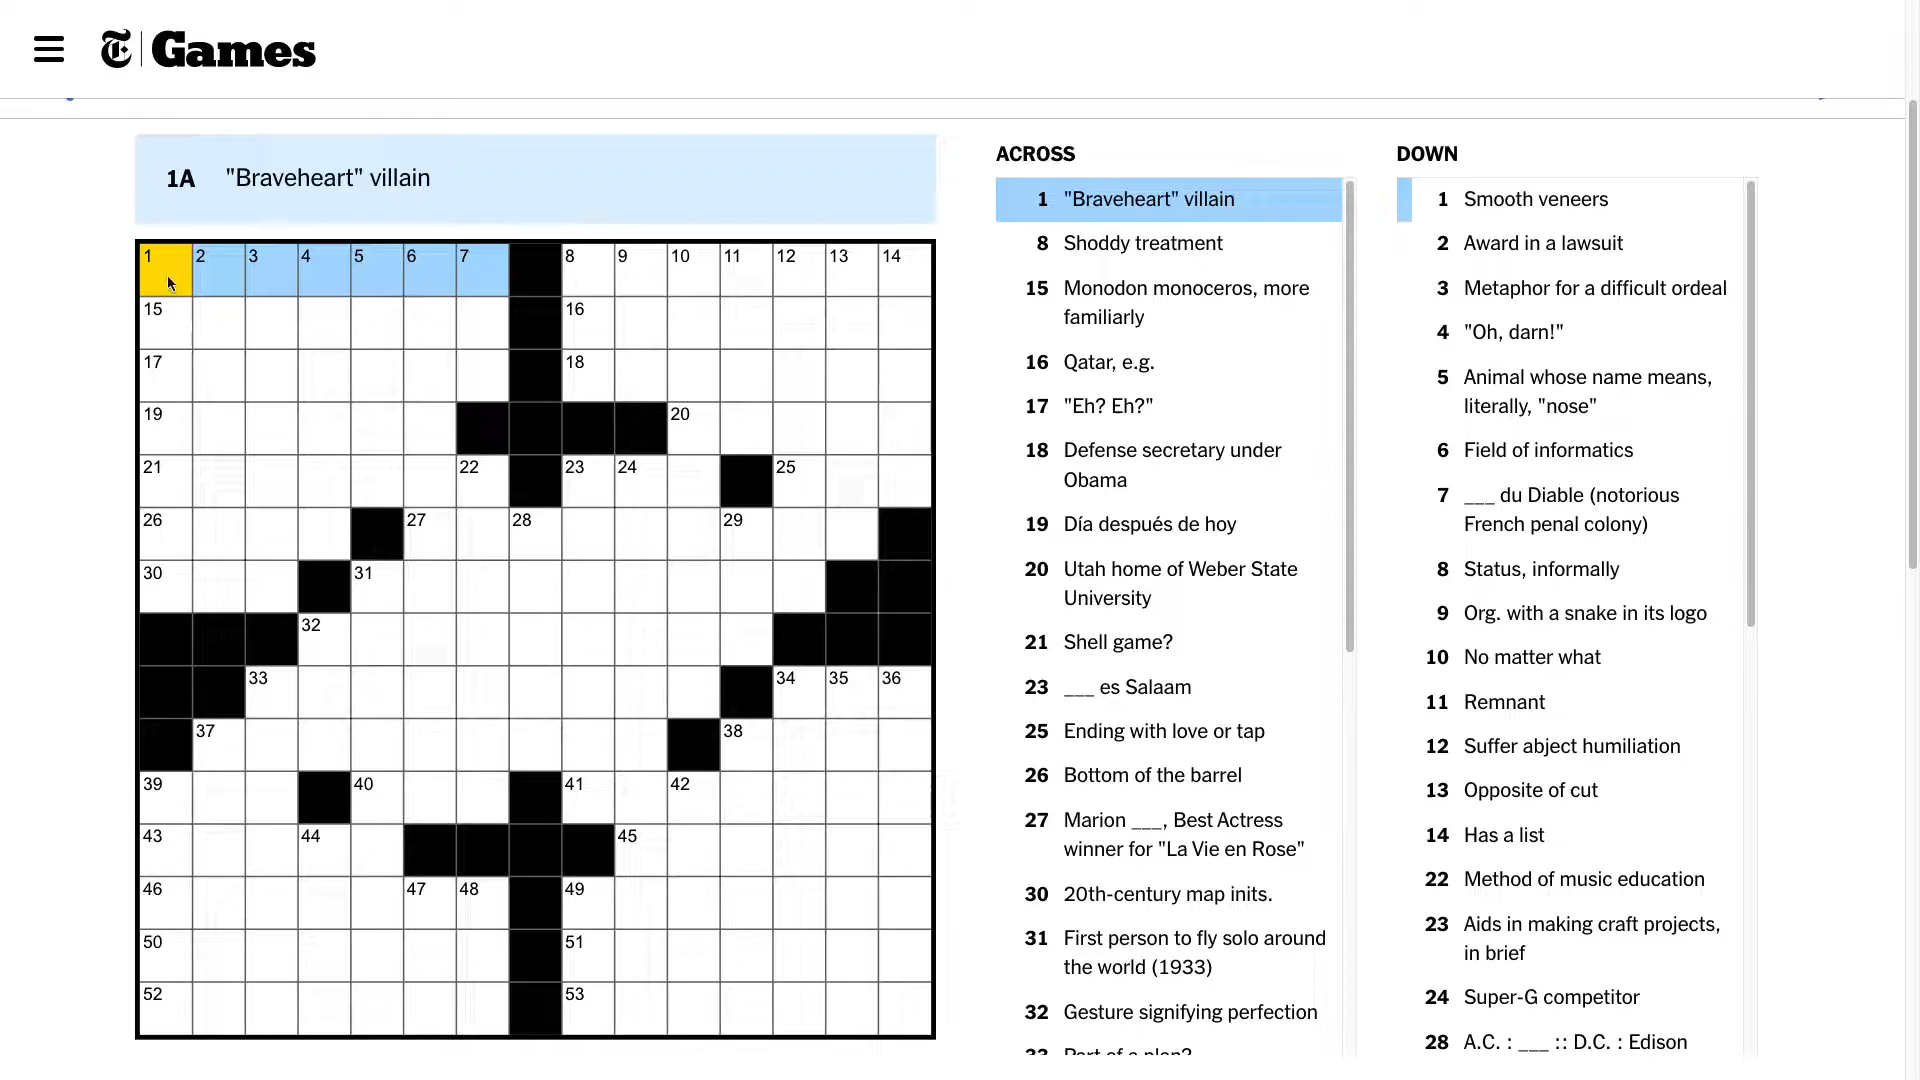 T Games
1A "Braveheart" villain
1 2 3 4 5 6 7 8 9 10 11 12 13 14
15 16
17 18
19 20
21 22 23 24 25
26 27 28 29
30 31
32
33 34 35 36
37 38
39 40 41 42
43 44 45
46 47 48 49
50 51
52 53
ACROSS
1 "Braveheart" villain
8 Shoddy treatment
15 Monodon monoceros, more
familiarly
16 Qatar, e.g.
17 "Eh? Eh?"
18 Defense secretary under
Obama
19 Día después de hoy
20 Utah home of Weber State
University
21 Shell game?
23 ___ es Salaam
25 Ending with love or tap
26 Bottom of the barrel
27 Marion ___, Best Actress
winner for "La Vie en Rose"
30 20th-century map inits.
31 First person to fly solo around
the world (1933)
32 Gesture signifying perfection
33 Part of a plan?
DOWN
1 Smooth veneers
2 Award in a lawsuit
3 Metaphor for a difficult ordeal
4 "Oh, darn!"
5 Animal whose name means,
literally, "nose"
6 Field of informatics
7 ___ du Diable (notorious
French penal colony)
8 Status, informally
9 Org. with a snake in its logo
10 No matter what
11 Remnant
12 Suffer abject humiliation
13 Opposite of cut
14 Has a list
22 Method of music education
23 Aids in making craft projects,
in brief
24 Super-G competitor
28 A.C. : ___ :: D.C. : Edison